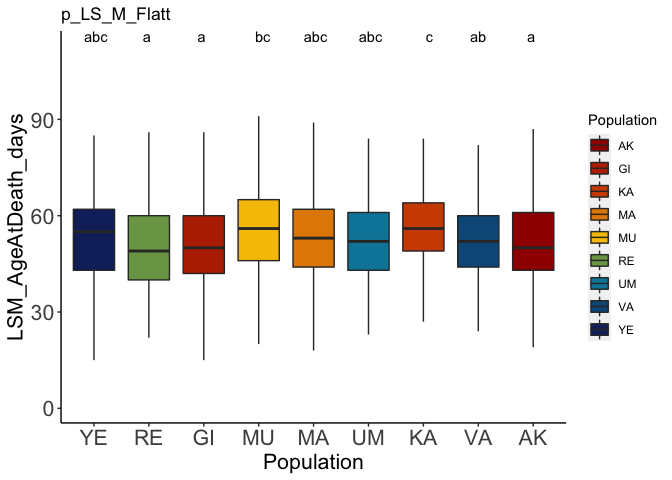 p_LS_M_Flatt
abc a a bc abc abc c ab a
LSM_AgeAtDeath_days
90
60
30
0
YE RE GI MU MA UM KA VA AK
Population
Population
AK
GI
KA
MA
MU
RE
UM
VA
YE